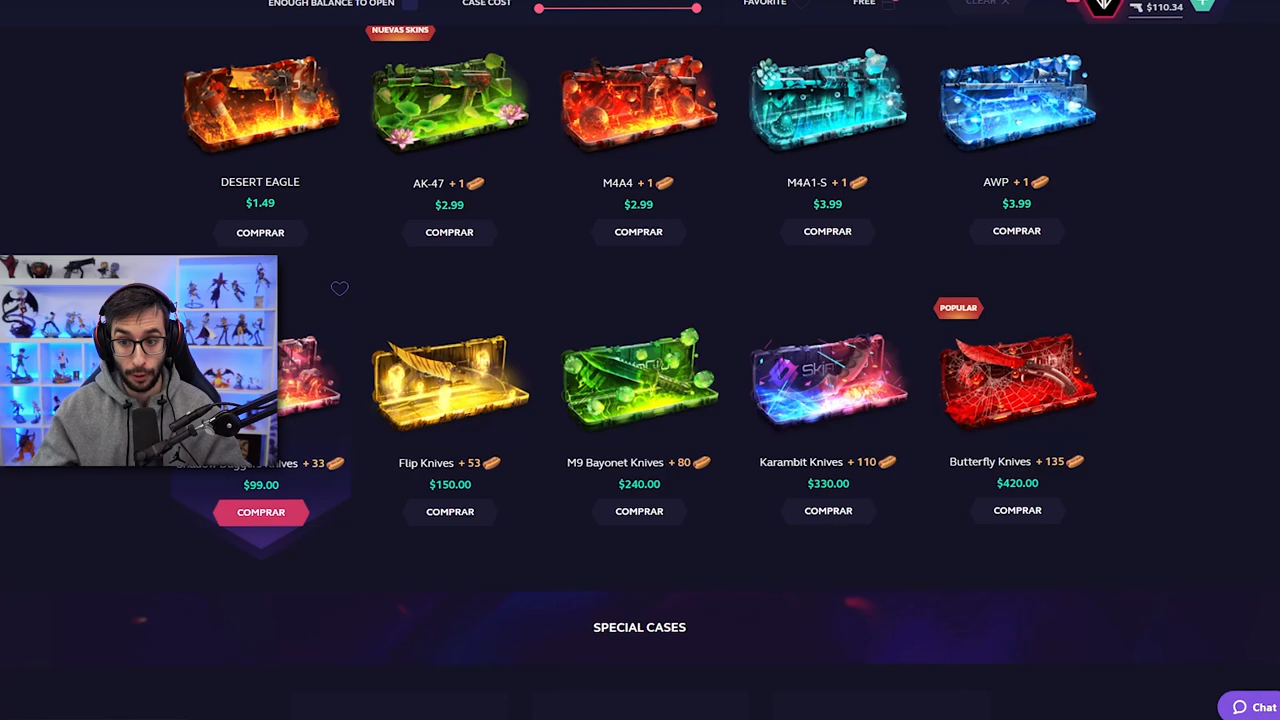 ENOUGH BALANCE TO OPEN CASE COST FAVORITE FREE CLEAR X $110.34
NUEVAS SKINS
DESERT EAGLE AK-47 + 1 M4A4 + 1 M4A1-S + 1 AWP + 1
$1.49 $2.99 $2.99 $3.99 $3.99
COMPRAR COMPRAR COMPRAR COMPRAR COMPRAR
POPULAR
Knives + 33 Flip Knives + 53 M9 Bayonet Knives + 80 Karambit Knives + 110 Butterfly Knives + 135
$99.00 $150.00 $240.00 $330.00 $420.00
COMPRAR COMPRAR COMPRAR COMPRAR COMPRAR
SPECIAL CASES
Chat